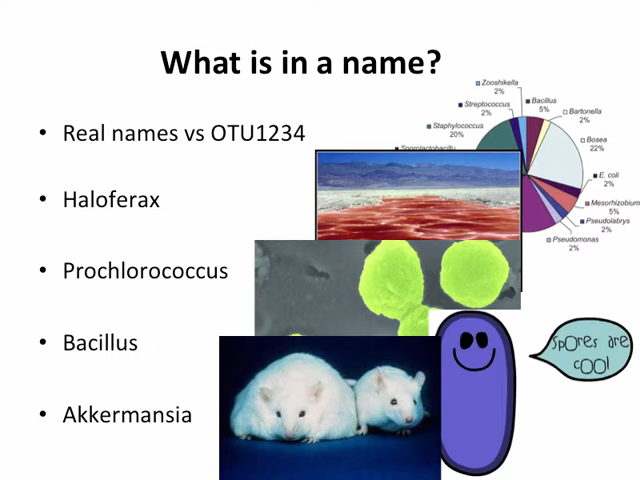 What is in a name?
• Real names vs OTU1234
• Haloferax
• Prochlorococcus
• Bacillus
• Akkermansia
Zooshikella
2%
Streptococcus
2%
Staphylococcus
20%
Bacillus
5%
Bartonella
2%
Bosea
22%
E. coli
2%
Mesorhizobium
5%
Pseudolabrys
2%
Pseudomonas
2%
Spores are
cool